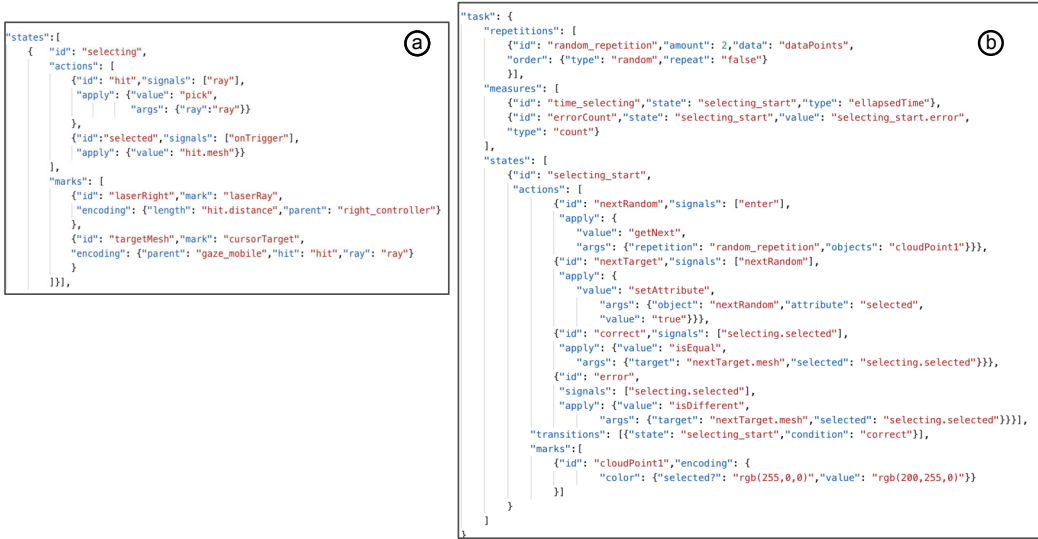 a
"states":[
{ "id": "selecting",
"actions": [
{"id": "hit","signals": ["ray"],
"apply": {"value": "pick",
"args": {"ray":"ray"}}
},
{"id":"selected","signals": ["onTrigger"],
"apply": {"value": "hit.mesh"}}
],
"marks": [
{"id": "laserRight","mark": "laserRay",
"encoding": {"length": "hit.distance","parent": "right_controller"}
},
{"id": "targetMesh","mark": "cursorTarget",
"encoding": {"parent": "gaze_mobile","hit": "hit","ray": "ray"}
}
]}],
b
"task": {
"repetitions": [
{"id": "random_repetition","amount": 2,"data": "dataPoints",
"order": {"type": "random","repeat": "false"}
}],
"measures": [
{"id": "time_selecting","state": "selecting_start","type": "ellapsedTime"},
{"id": "errorCount","state": "selecting_start","value": "selecting_start.error",
"type": "count"}
],
"states": [
{"id": "selecting_start",
"actions": [
{"id": "nextRandom","signals": ["enter"],
"apply": {
"value": "getNext",
"args": {"repetition": "random_repetition","objects": "cloudPoint1"}}},
{"id": "nextTarget","signals": ["nextRandom"],
"apply": {
"value": "setAttribute",
"args": {"object": "nextRandom","attribute": "selected",
"value": "true"}}},
{"id": "correct","signals": ["selecting.selected"],
"apply": {"value": "isEqual",
"args": {"target": "nextTarget.mesh","selected": "selecting.selected"}}},
{"id": "error",
"signals": ["selecting.selected"],
"apply": {"value": "isDifferent",
"args": {"target": "nextTarget.mesh","selected": "selecting.selected"}}}],
"transitions": [{"state": "selecting_start","condition": "correct"}],
"marks":[
{"id": "cloudPoint1","encoding": {
"color": {"selected?": "rgb(255,0,0)","value": "rgb(200,255,0)"}}
}]
}
]
}